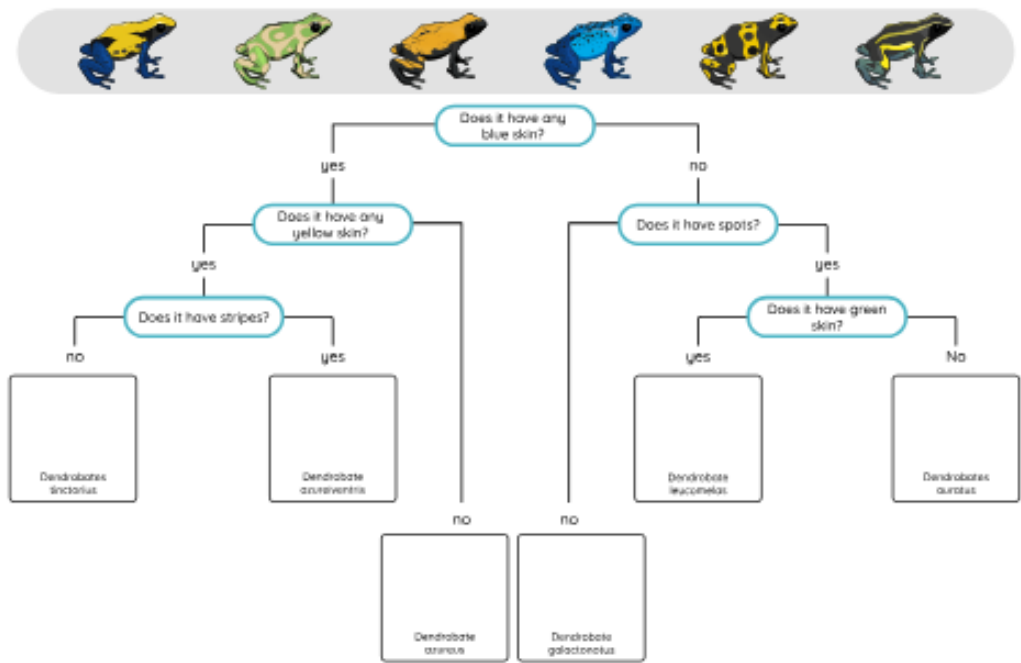 Does it have any
blue skin?
yes
no
Does it have any
yellow skin?
Does it have spots?
yes
yes
Does it have stripes?
Does it have green
skin?
no
yes
yes
No
Dendrobates
tinctorius
Dendrobate
azureiventris
Dendrobate
leucomelas
Dendrobates
auratus
no
no
Dendrobate
azureus
Dendrobate
galactonotus